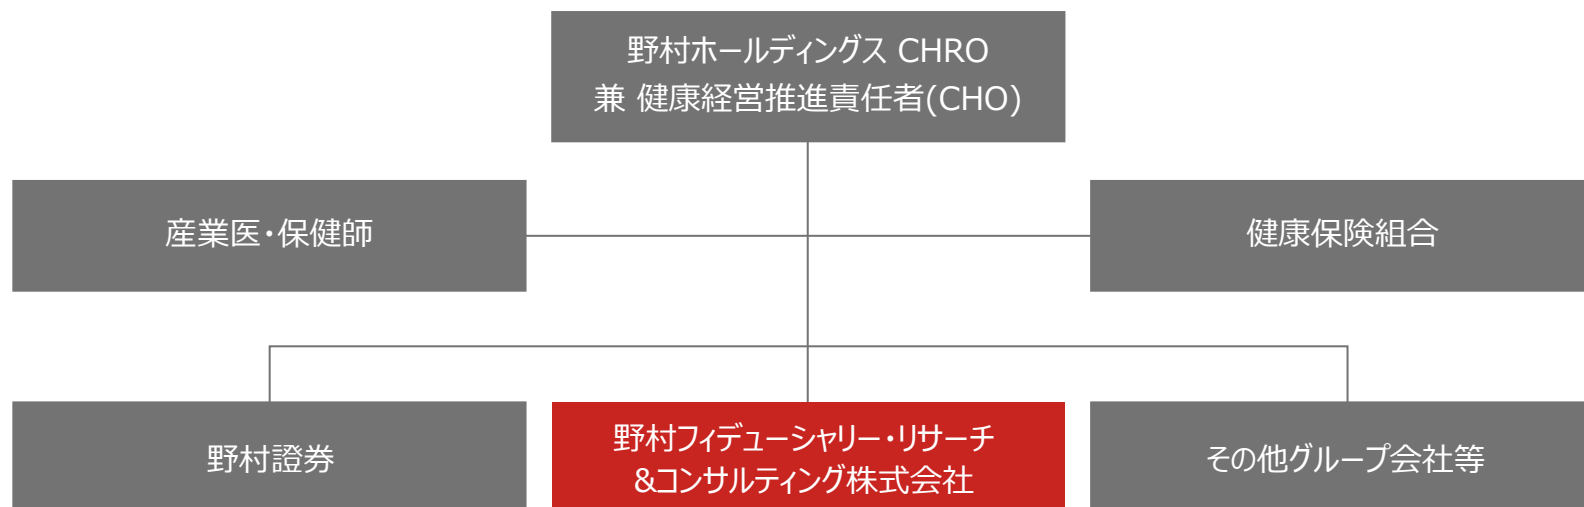 野村ホールディングス CHRO
兼 健康経営推進責任者(CHO)
産業医・保健師
健康保険組合
野村證券
野村フィデューシャリー・リサーチ
&コンサルティング株式会社
その他グループ会社等